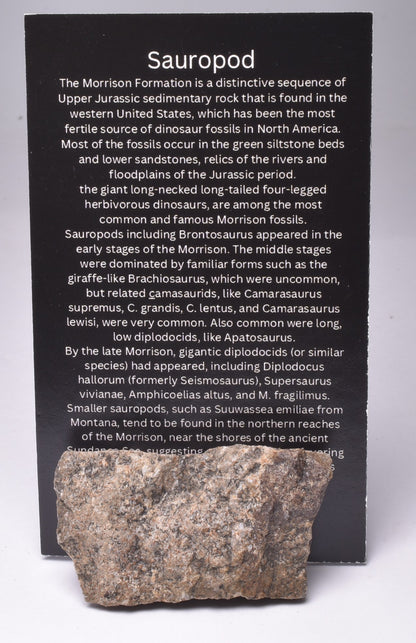 Sauropod
The Morrison Formation is a distinctive sequence of
Upper Jurassic sedimentary rock that is found in the
western United States, which has been the most
fertile source of dinosaur fossils in North America.
Most of the fossils occur in the green siltstone beds
and lower sandstones, relics of the rivers and
floodplains of the Jurassic period.
the giant long-necked long-tailed four-legged
herbivorous dinosaurs, are among the most
common and famous Morrison fossils.
Sauropods including Brontosaurus appeared in the
early stages of the Morrison. The middle stages
were dominated by familiar forms such as the
giraffe-like Brachiosaurus, which were uncommon,
but related camasaurids, like Camarasaurus
supremus, C. grandis, C. lentus, and Camarasaurus
lewisi, were very common. Also common were long,
low diplodocids, like Apatosaurus.
By the late Morrison, gigantic diplodocids (or similar
species) had appeared, including Diplodocus
hallorum (formerly Seismosaurus), Supersaurus
vivianae, Amphicoelias altus, and M. fragilimus.
Smaller sauropods, such as Suuwassea emiliae from
Montana, tend to be found in the northern reaches
of the Morrison, near the shores of the ancient
Sundance Sea, suggesting